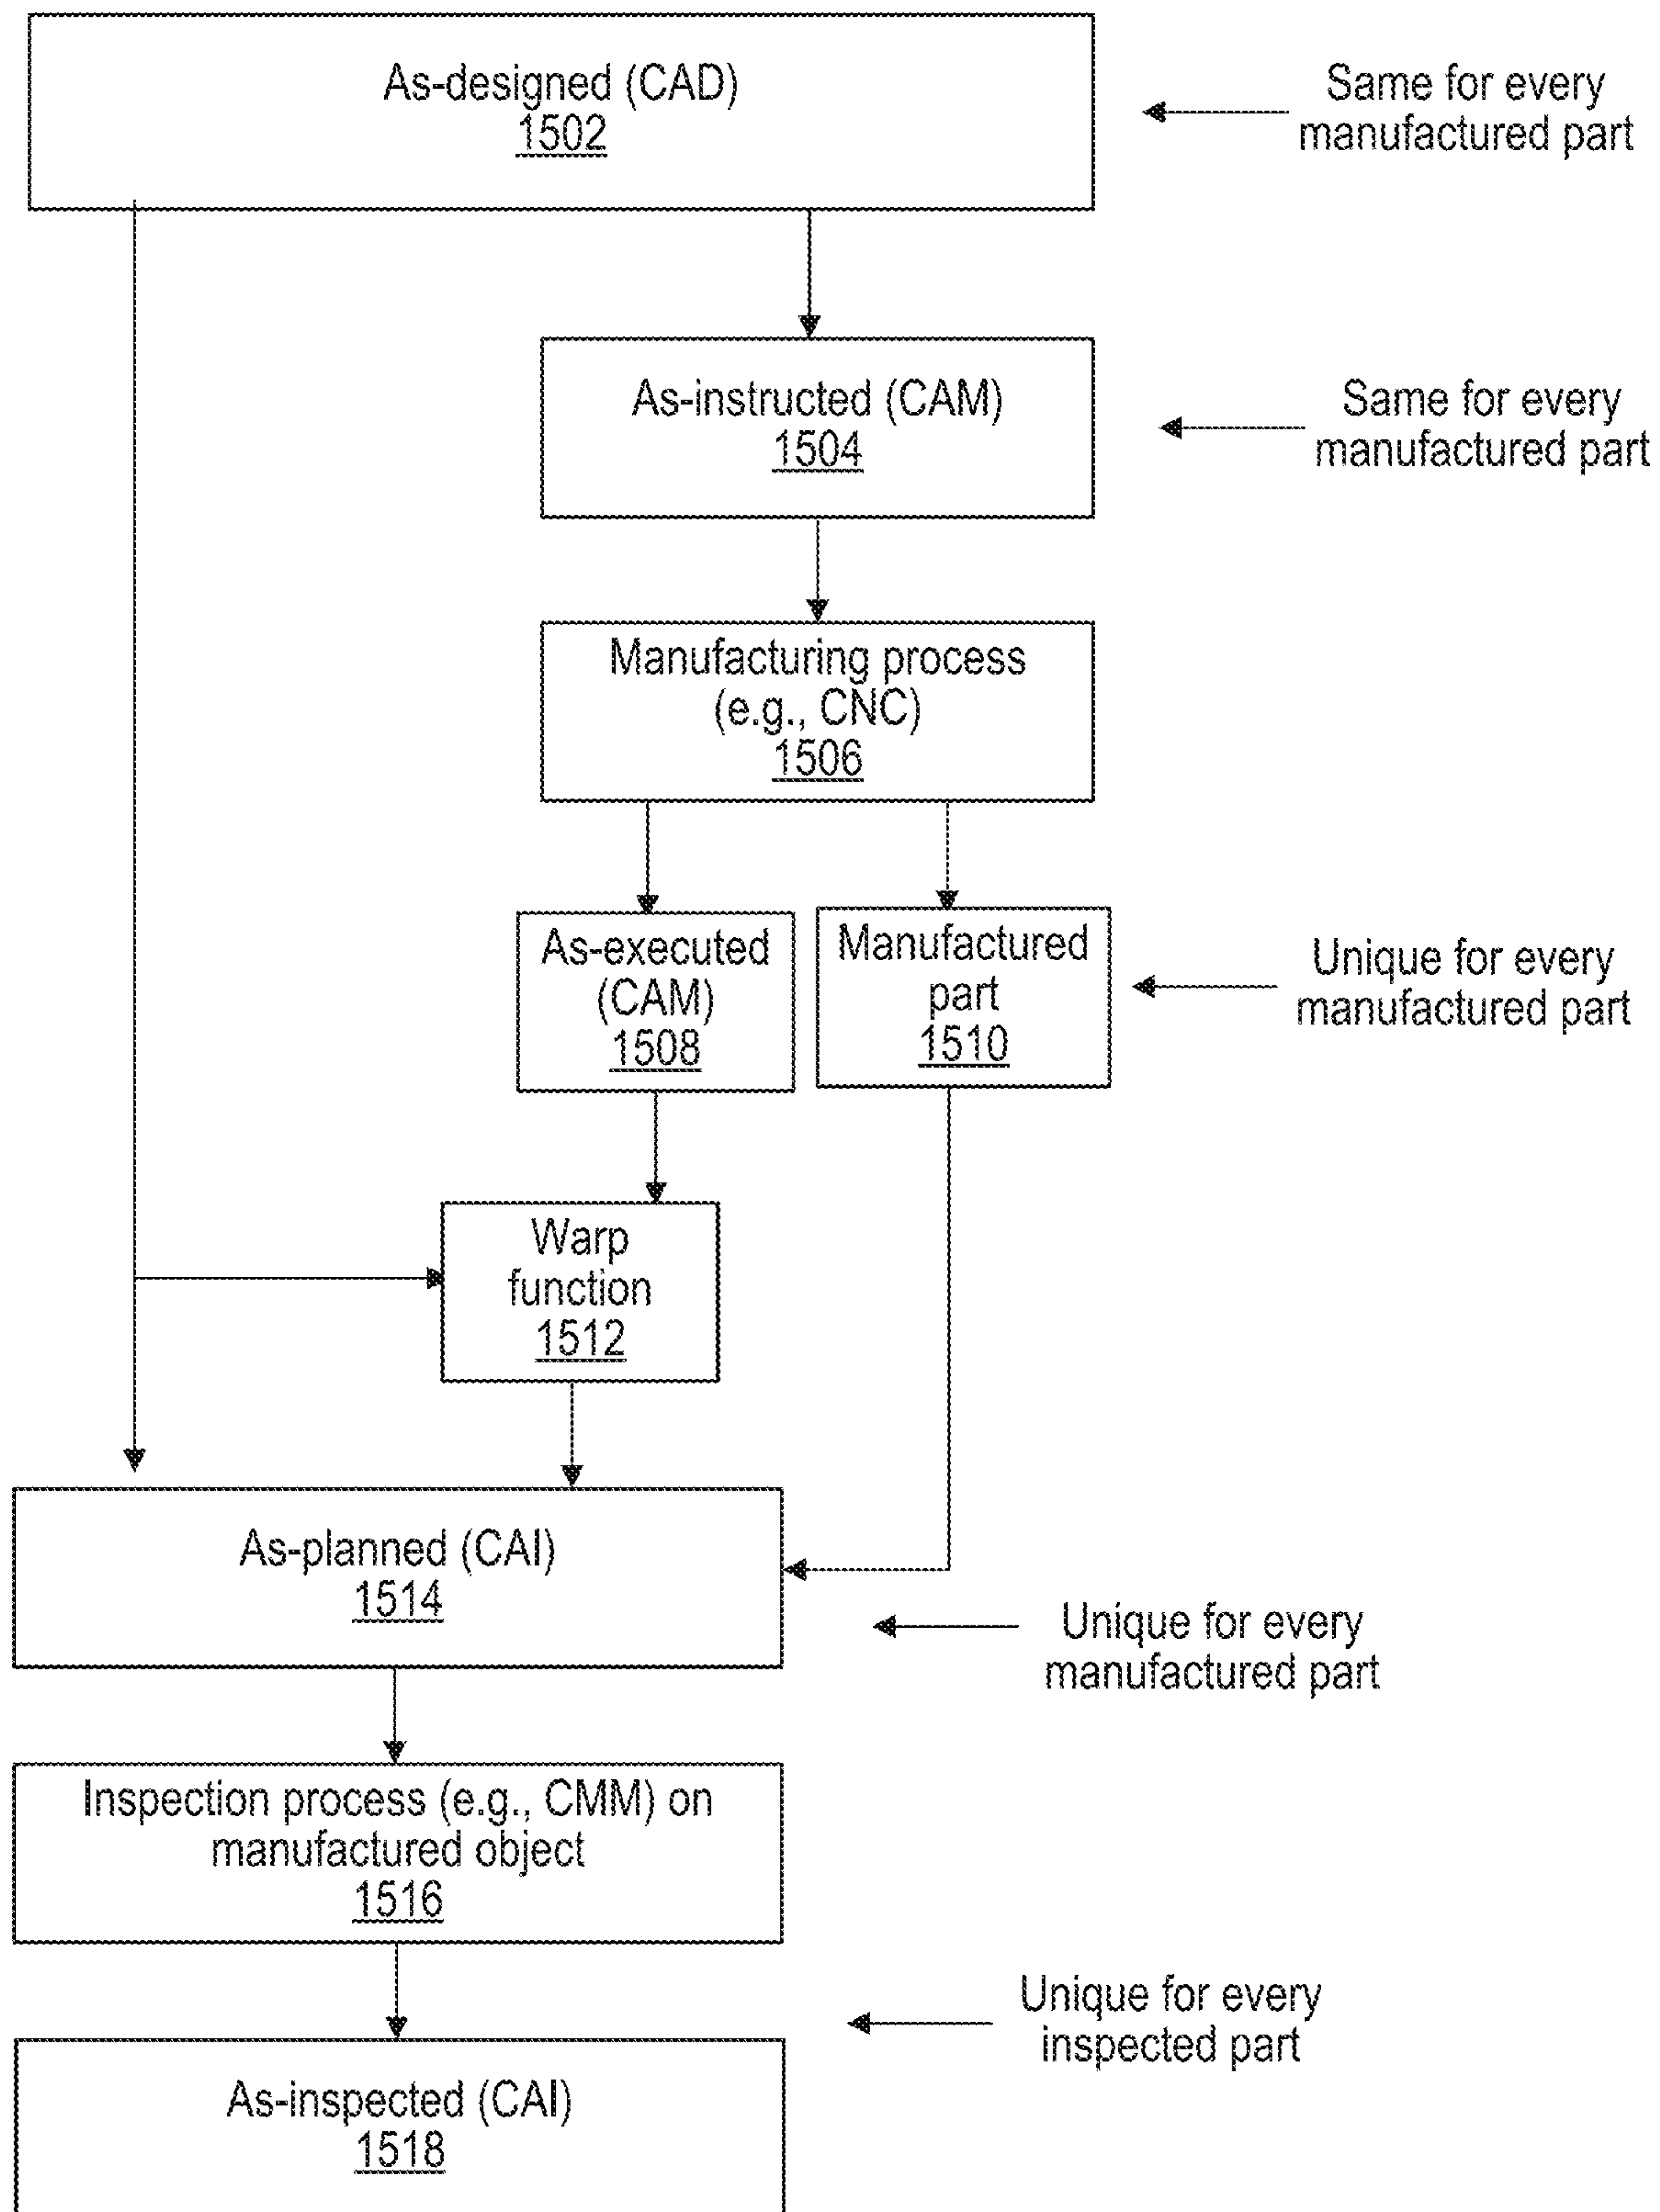 As-designed (CAD)
1502
Same for every
manufactured part
As-instructed (CAM)
1504
Same for every
manufactured part
Manufacturing process
(e.g., CNC)
1506
As-executed
(CAM)
1508
Manufactured
part
1510
Unique for every
manufactured part
Warp
function
1512
As-planned (CAI)
1514
Unique for every
manufactured part
Inspection process (e.g., CMM) on
manufactured object
1516
Unique for every
inspected part
As-inspected (CAI)
1518